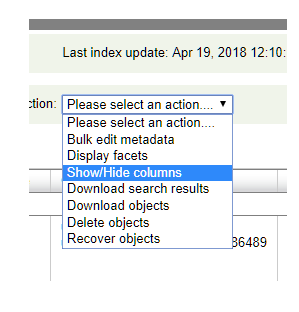 Last index update: Apr 19, 2018 12:10:
ction: Please select an action....
Please select an action....
Bulk edit metadata
Display facets
Show/Hide columns
Download search results
Download objects
Delete objects
Recover objects
36489